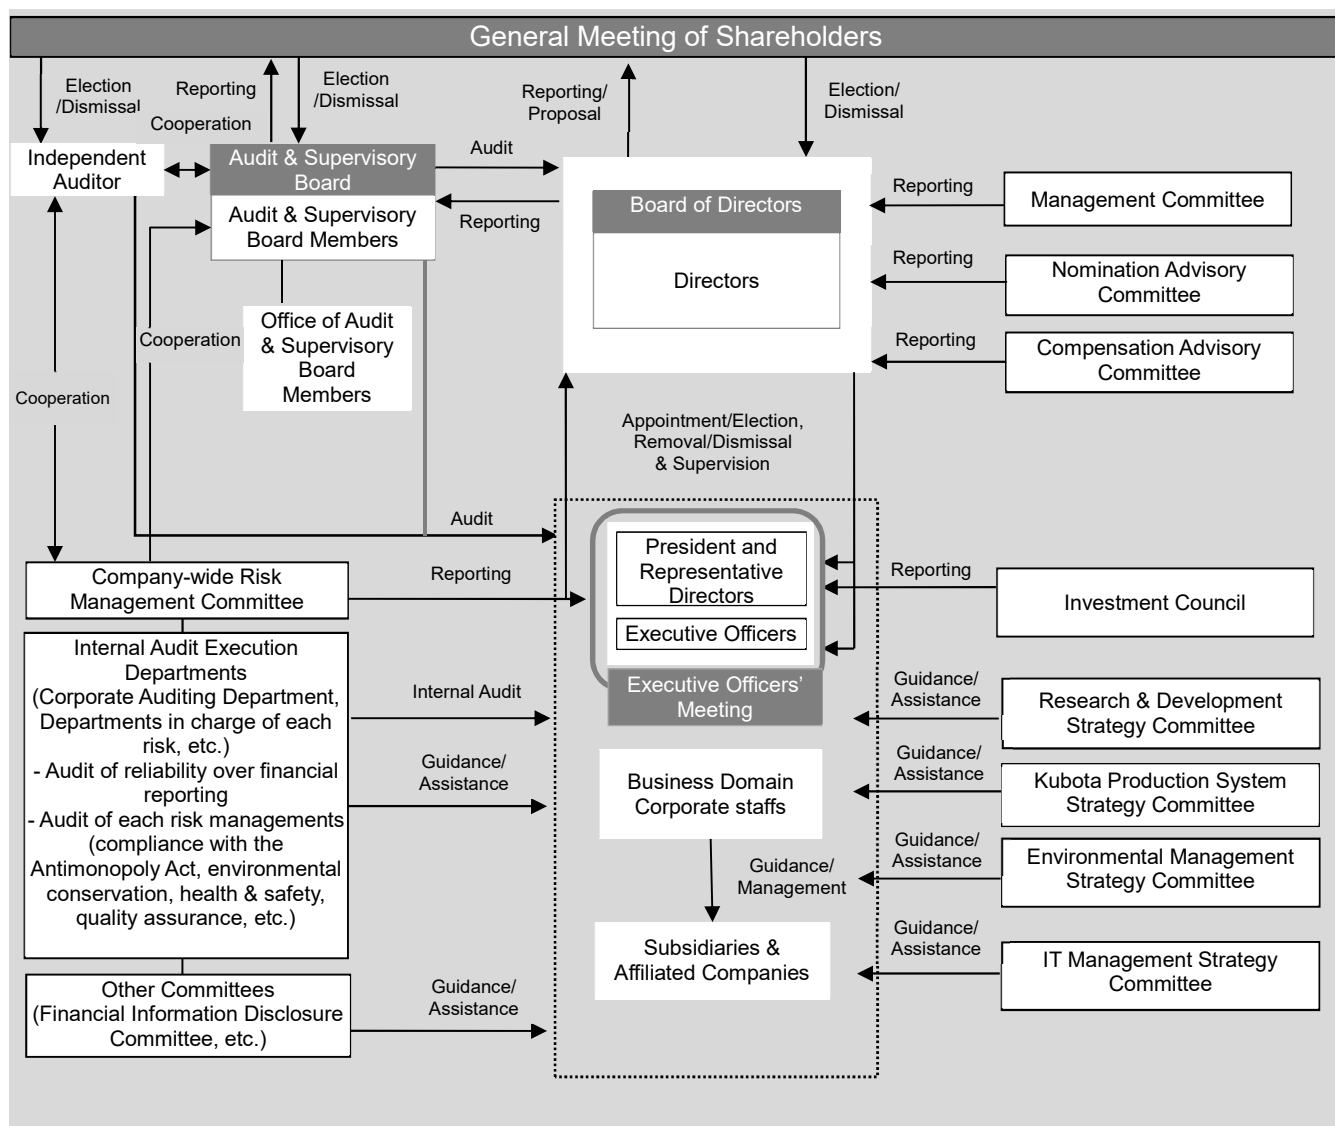 General Meeting of Shareholders
Election
/Dismissal
Reporting
Cooperation
Election
/Dismissal
Reporting/
Proposal
Election/
Dismissal
Independent
Auditor
Audit & Supervisory
Board
Audit & Supervisory
Board Members
Audit
Reporting
Board of Directors
Directors
Reporting
Management Committee
Reporting
Nomination Advisory
Committee
Reporting
Compensation Advisory
Committee
Cooperation
Office of Audit
& Supervisory
Board
Members
Cooperation
Appointment/Election,
Removal/Dismissal
& Supervision
Audit
Company-wide Risk
Management Committee
Reporting
President and
Representative
Directors
Executive Officers
Executive Officers'
Meeting
Reporting
Investment Council
Internal Audit Execution
Departments
(Corporate Auditing Department,
Departments in charge of each
risk, etc.)
- Audit of reliability over financial
reporting
- Audit of each risk managements
(compliance with the
Antimonopoly Act, environmental
conservation, health & safety,
quality assurance, etc.)
Internal Audit
Guidance/
Assistance
Guidance/
Assistance
Research & Development
Strategy Committee
Business Domain
Corporate staffs
Guidance/
Assistance
Kubota Production System
Strategy Committee
Guidance/
Management
Guidance/
Assistance
Environmental Management
Strategy Committee
Subsidiaries &
Affiliated Companies
Guidance/
Assistance
IT Management Strategy
Committee
Other Committees
(Financial Information Disclosure
Committee, etc.)
Guidance/
Assistance